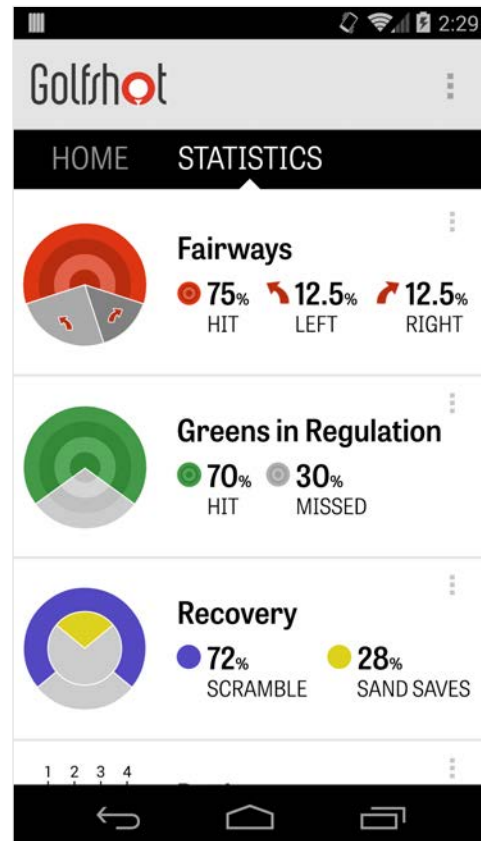 2:29
Golfshot
HOME STATISTICS
Fairways
75% 12.5% 12.5%
HIT LEFT RIGHT
Greens in Regulation
70% 30%
HIT MISSED
Recovery
72% 28%
SCRAMBLE SAND SAVES
1 2 3 4